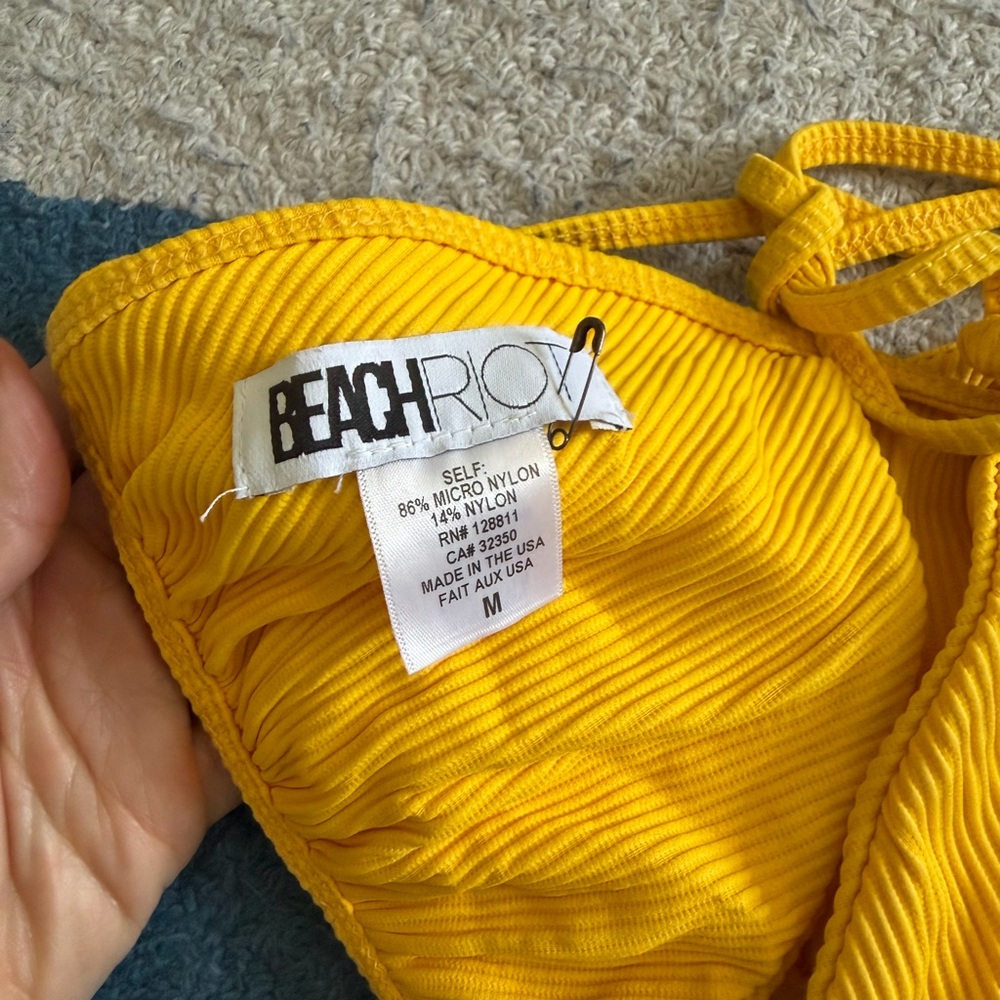 BEACHRIOT
SELF:
86% MICRO NYLON
14% NYLON
RN# 128811
CA# 32350
MADE IN THE USA
FAIT AUX USA
M